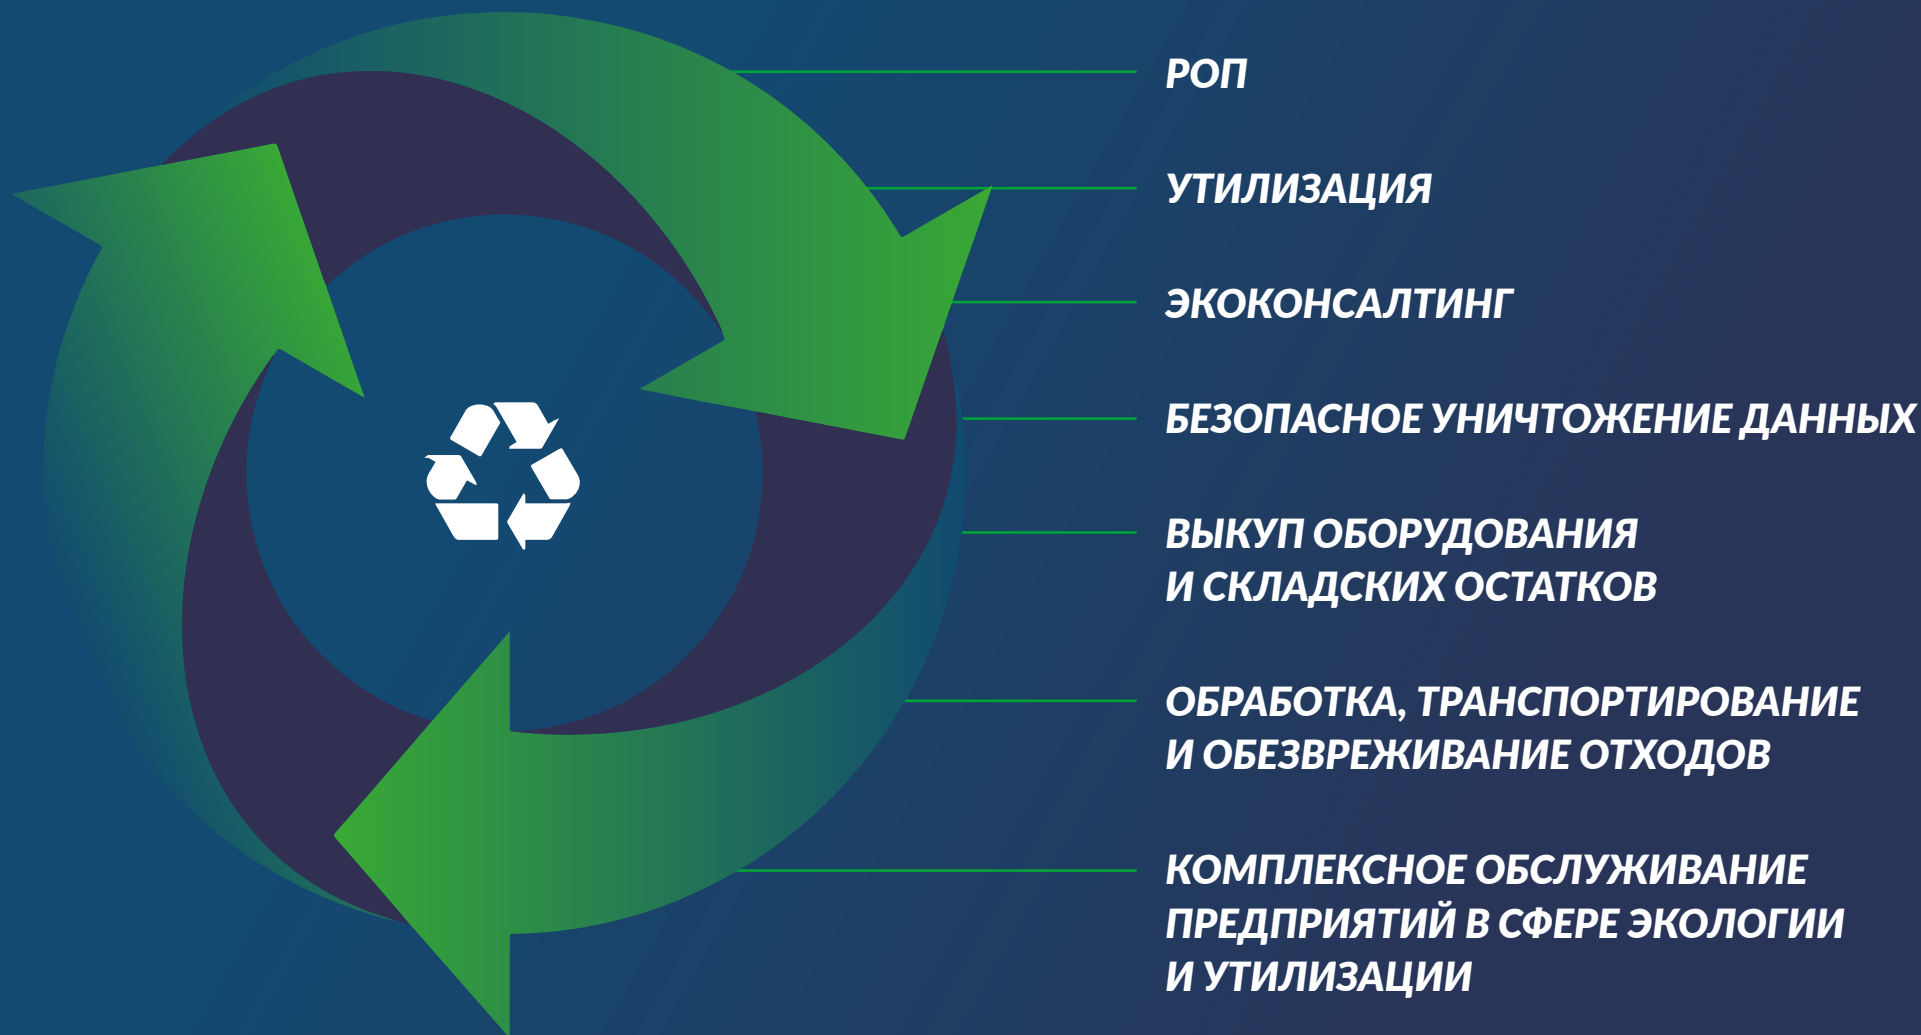 РОП
УТИЛИЗАЦИЯ
ЭКОКОНСАЛТИНГ
БЕЗОПАСНОЕ УНИЧТОЖЕНИЕ ДАННЫХ
ВЫКУП ОБОРУДОВАНИЯ
И СКЛАДСКИХ ОСТАТКОВ
ОБРАБОТКА, ТРАНСПОРТИРОВАНИЕ
И ОБЕЗВРЕЖИВАНИЕ ОТХОДОВ
КОМПЛЕКСНОЕ ОБСЛУЖИВАНИЕ
ПРЕДПРИЯТИЙ В СФЕРЕ ЭКОЛОГИИ
И УТИЛИЗАЦИИ